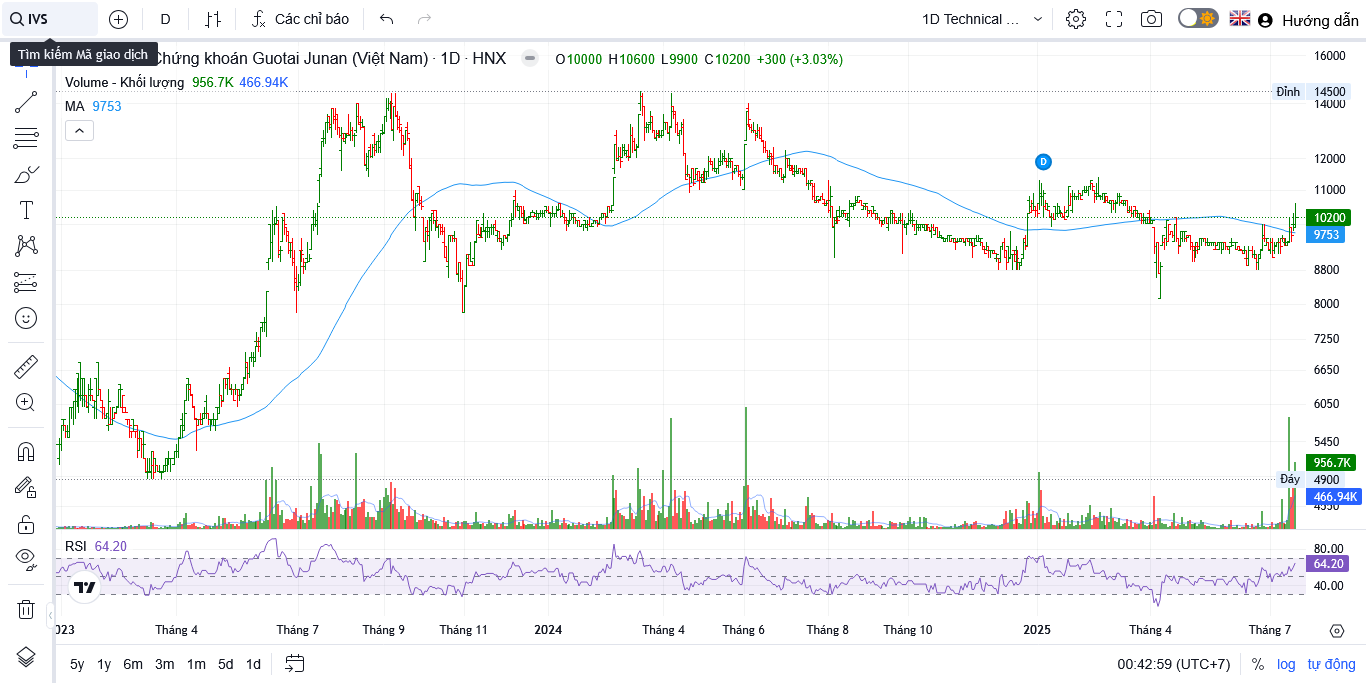 IVS
D
Các chỉ báo
1D Technical ...
Hướng dẫn
Tìm kiếm Mã giao dịch
Chứng khoán Guotai Junan (Việt Nam) · 1D · HNX
O10000 H10600 L9900 C10200 +300 (+3.03%)
Volume - Khối lượng 956.7K 466.94K
MA 9753
16000
Đỉnh 14500
14000
D
12000
11000
10200
9753
8800
8000
7250
6650
6050
5450
956.7K
Đáy 4900
466.94K
4550
RSI 64.20
80.00
64.20
40.00
023 Tháng 4 Tháng 7 Tháng 9 Tháng 11 2024 Tháng 4 Tháng 6 Tháng 8 Tháng 10 2025 Tháng 4 Tháng 7
5y 1y 6m 3m 1m 5d 1d
00:42:59 (UTC+7) % log tự động